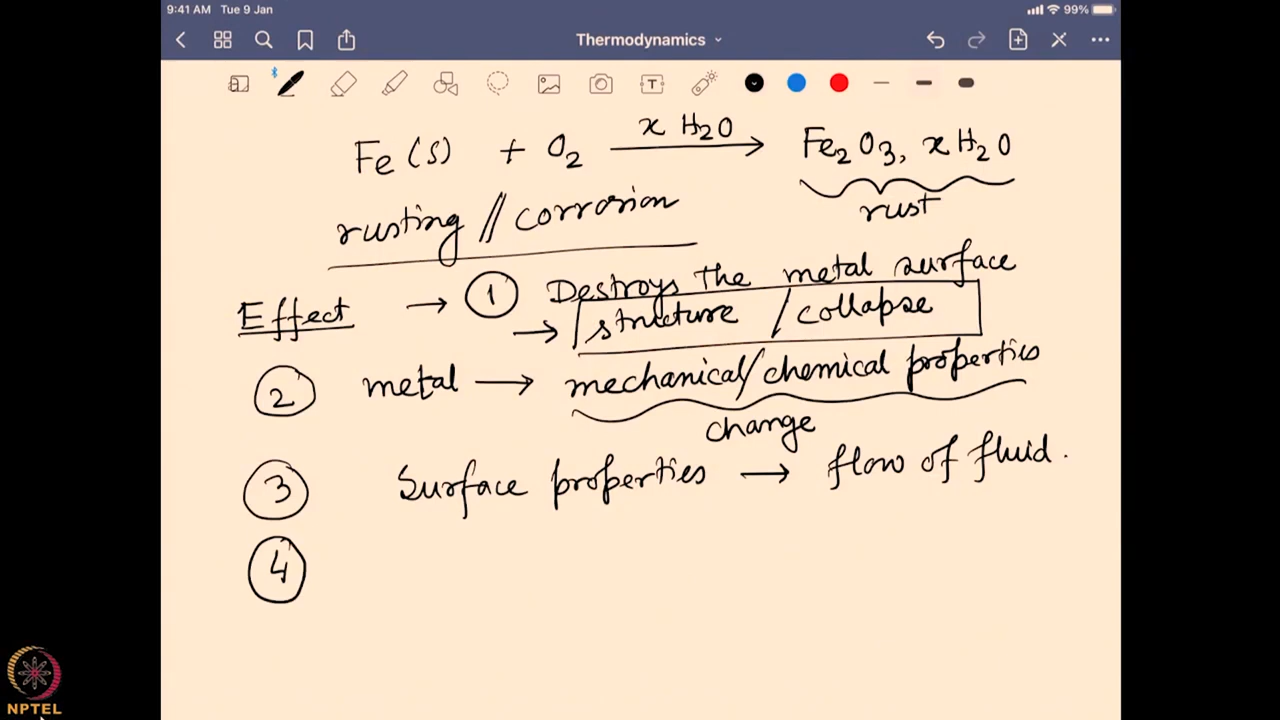 9:41 AM Tue 9 Jan 99%
Thermodynamics
T
x H2O
Fe (s) + O2 → Fe2O3, x H2O
rust
rusting // corrosion
Effect → 1 Destroys the metal surface
→ structure / collapse
2 metal → mechanical/chemical properties
change
3 Surface properties → flow of fluid.
4
NPTEL